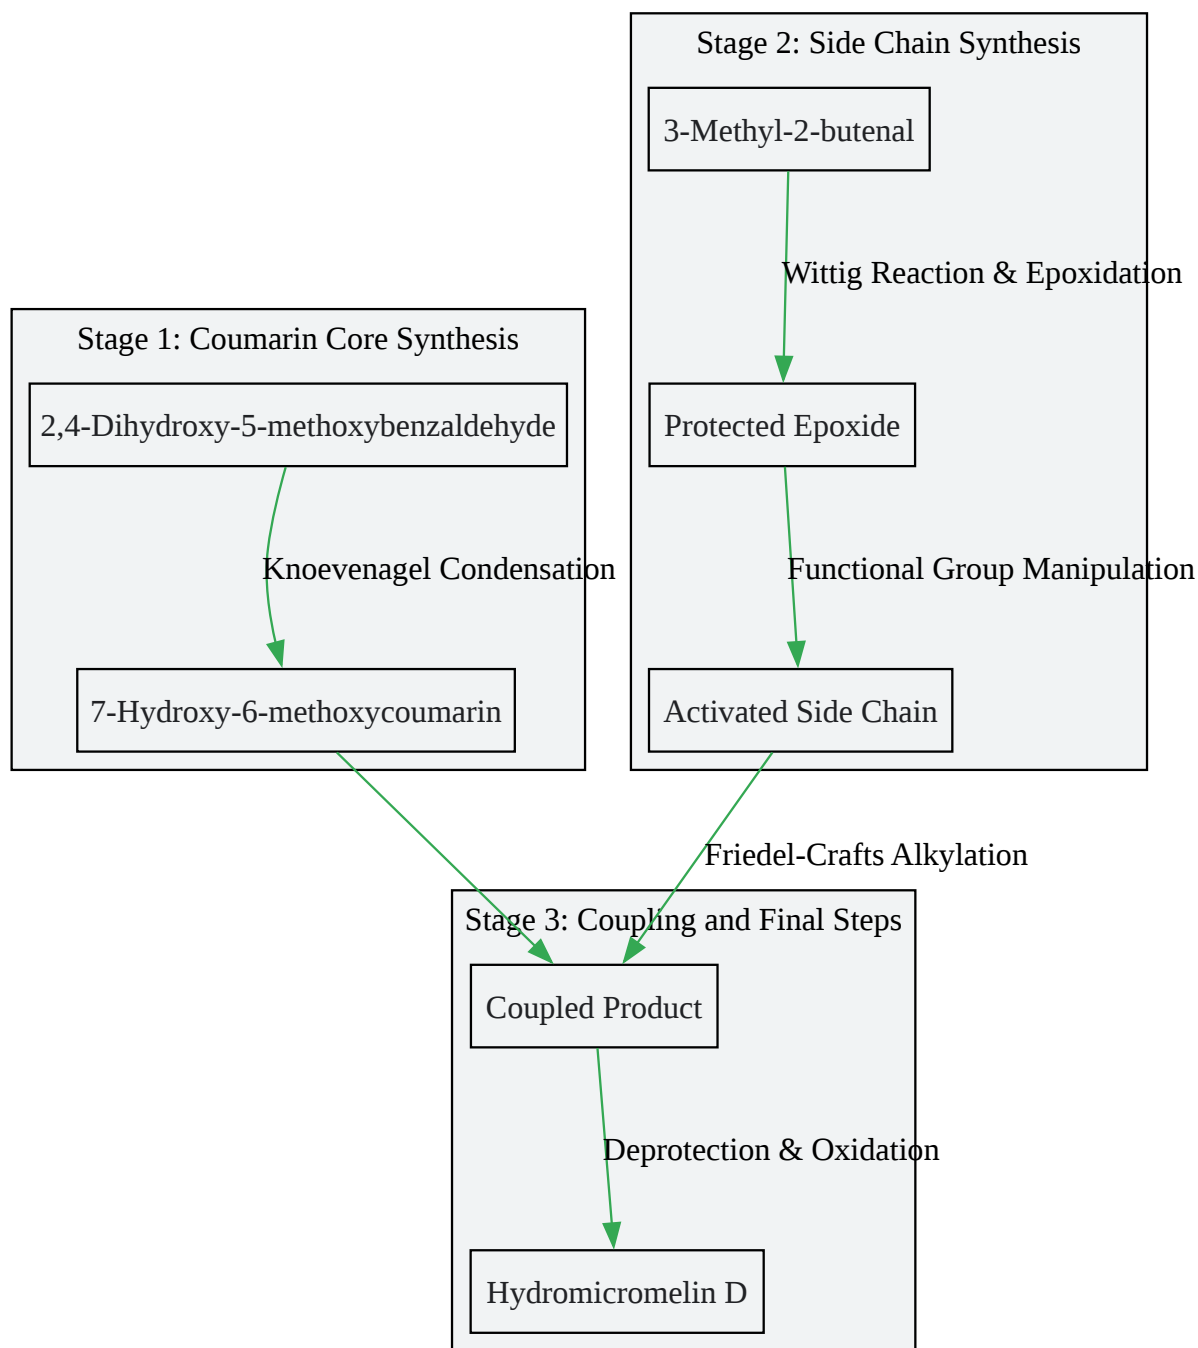 Stage 2: Side Chain Synthesis
3-Methyl-2-butenal
Wittig Reaction & Epoxidation
Stage 1: Coumarin Core Synthesis
2,4-Dihydroxy-5-methoxybenzaldehyde
Protected Epoxide
Knoevenagel Condensation
Functional Group Manipulation
7-Hydroxy-6-methoxycoumarin
Activated Side Chain
Friedel-Crafts Alkylation
Stage 3: Coupling and Final Steps
Coupled Product
Deprotection & Oxidation
Hydromicromelin D